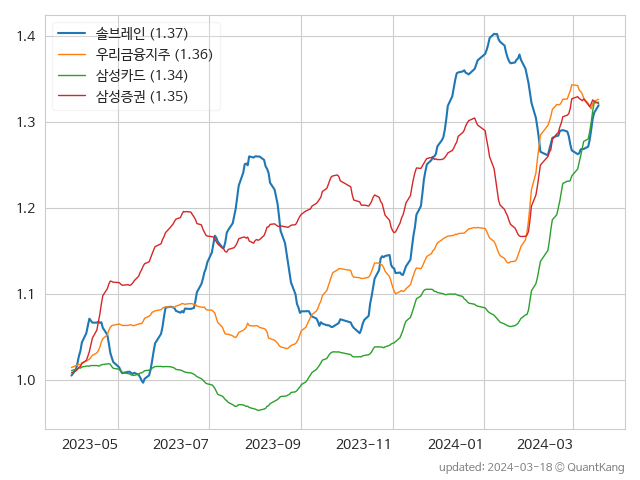 솔브레인 (1.37)
우리금융지주 (1.36)
삼성카드 (1.34)
삼성증권 (1.35)
1.4
1.3
1.2
1.1
1.0
2023-05 2023-07 2023-09 2023-11 2024-01 2024-03
updated: 2024-03-18 © QuantKang